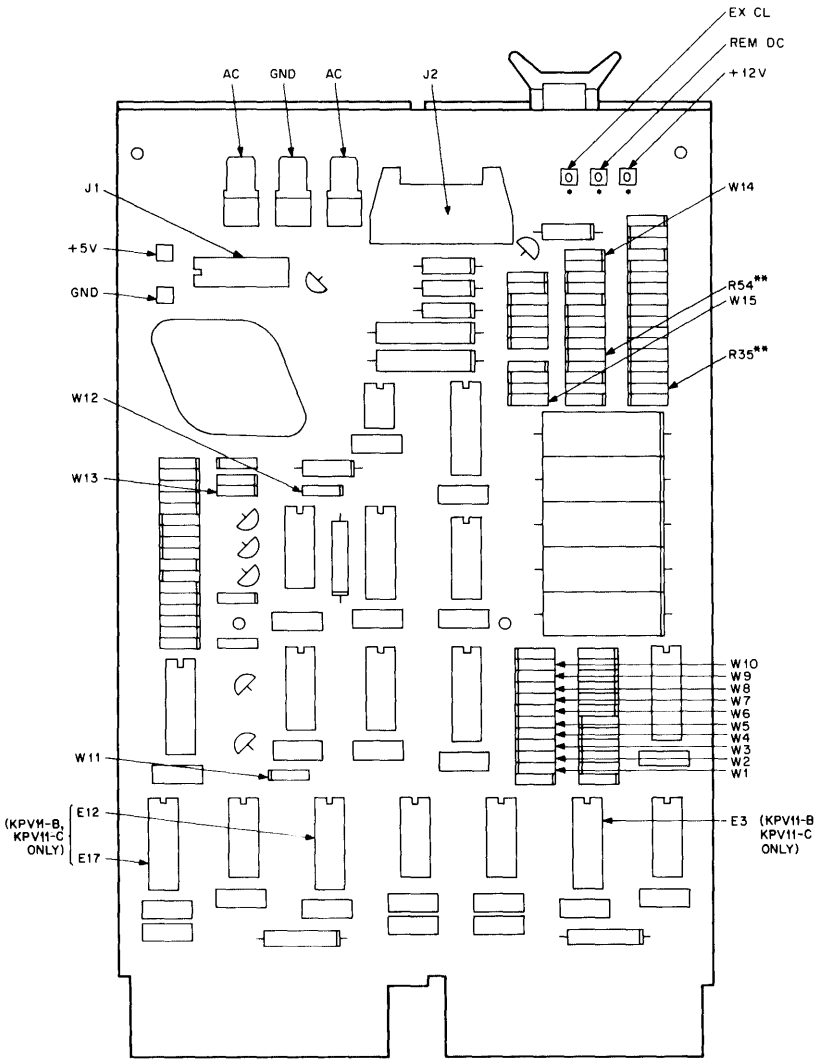 EX CL
REM DC
+12V
AC GND AC J2
J1
W14
+5V
GND
R54**
W15
R35**
W12
W13
W10
W9
W8
W7
W6
W5
W4
W3
W2
W1
W11
(KPV11-B,
KPV11-C
ONLY)
E12
E17
E3 (KPV11-B
KPV11-C
ONLY)